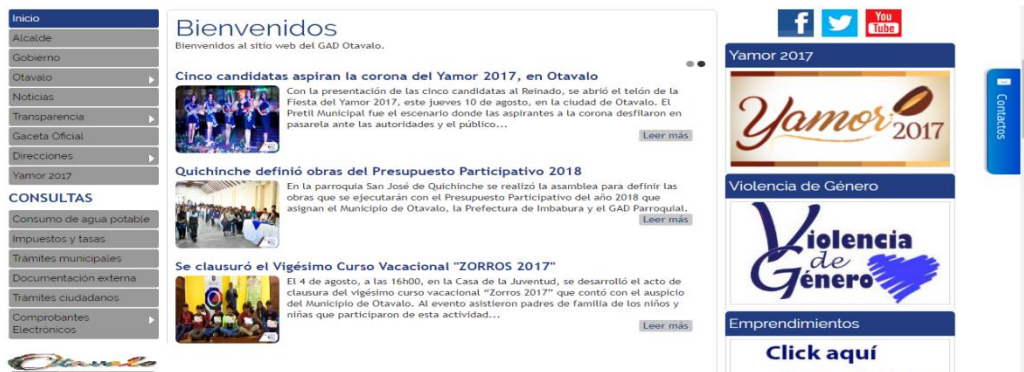 Inicio
Alcalde
Gobierno
Otavalo
Noticias
Transparencia
Gaceta Oficial
Direcciones
Yamor 2017
CONSULTAS
Consumo de agua potable
Impuestos y tasas
Trámites municipales
Documentación externa
Trámites ciudadanos
Comprobantes
Electrónicos
Otavalo
Bienvenidos
Bienvenidos al sitio web del GAD Otavalo.
Cinco candidatas aspiran la corona del Yamor 2017, en Otavalo
Con la presentación de las cinco candidatas al Reinado, se abrió el telón de la
Fiesta del Yamor 2017, este jueves 10 de agosto, en la ciudad de Otavalo. El
Pretil Municipal fue el escenario donde las aspirantes a la corona desfilaron en
pasarela ante las autoridades y el público...
Leer más
Quichinche definió obras del Presupuesto Participativo 2018
En la parroquia San José de Quichinche se realizó la asamblea para definir las
obras que se ejecutarán con el Presupuesto Participativo del año 2018 que
asignan el Municipio de Otavalo, la Prefectura de Imbabura y el GAD Parroquial.
Leer más
Se clausuró el Vigésimo Curso Vacacional "ZORROS 2017"
El 4 de agosto, a las 16h00, en la Casa de la Juventud, se desarrolló el acto de
clausura del vigésimo curso vacacional "Zorros 2017" que contó con el auspicio
del Municipio de Otavalo. Al evento asistieron padres de familia de los niños y
niñas que participaron de esta actividad...
Leer más
f
You
Tube
Yamor 2017
Yamor 2017
Violencia de Género
Violencia
de
Género
Emprendimientos
Click aquí
Contactos